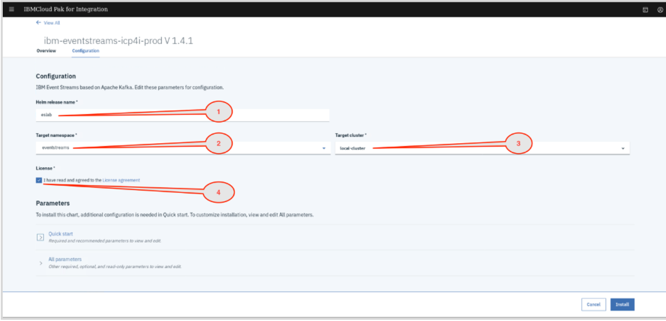 IBMCloud Pak for Integration
View All
ibm-eventstreams-icp4i-prod V 1.4.1
Overview Configuration
Configuration
IBM Event Streams based on Apache Kafka. Edit these parameters for configuration.
Helm release name *
1
Target namespace * Target cluster *
eventstreams 2 local-cluster 3
License *
I have read and agreed to the License agreement
4
Parameters
To install this chart, additional configuration is needed in Quick start. To customize installation, view and edit All parameters.
Quick start
Required and recommended parameters to view and edit
All parameters
Other required, optional, and read-only parameters to view and edit
Cancel Install